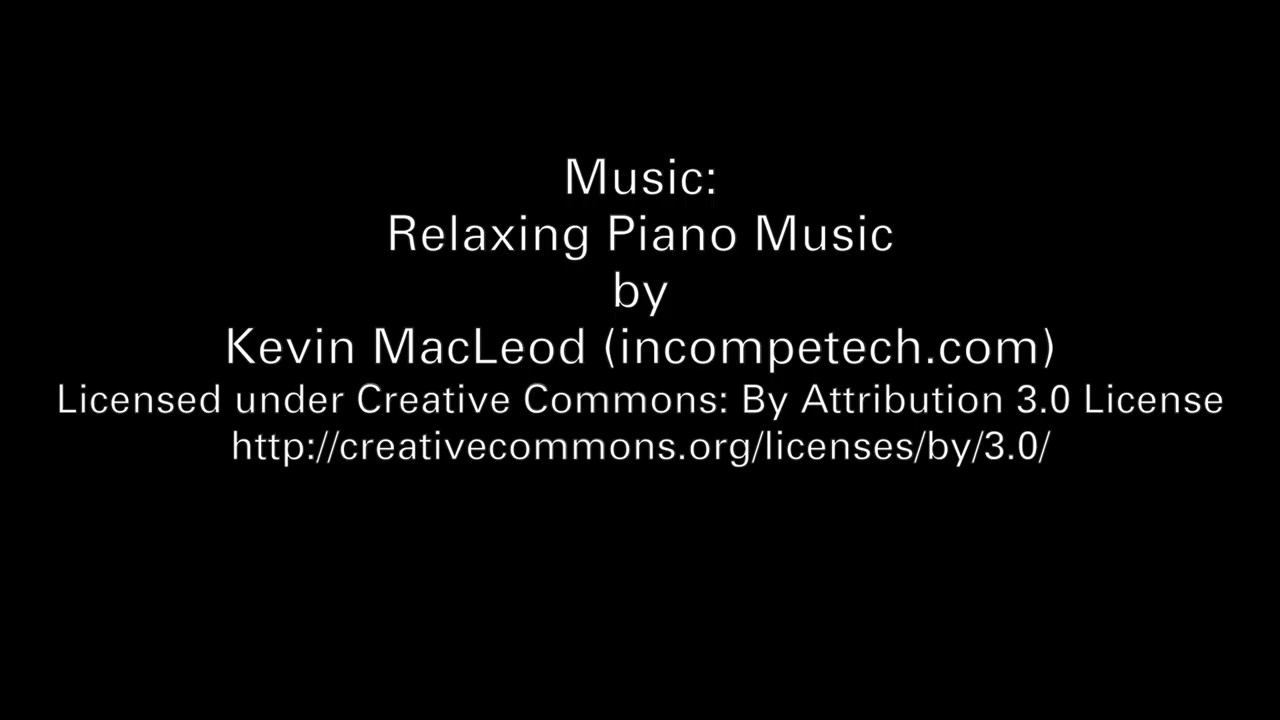 Music:
Relaxing Piano Music
by
Kevin MacLeod (incompetech.com)
Licensed under Creative Commons: By Attribution 3.0 License
http://creativecommons.org/licenses/by/3.0/